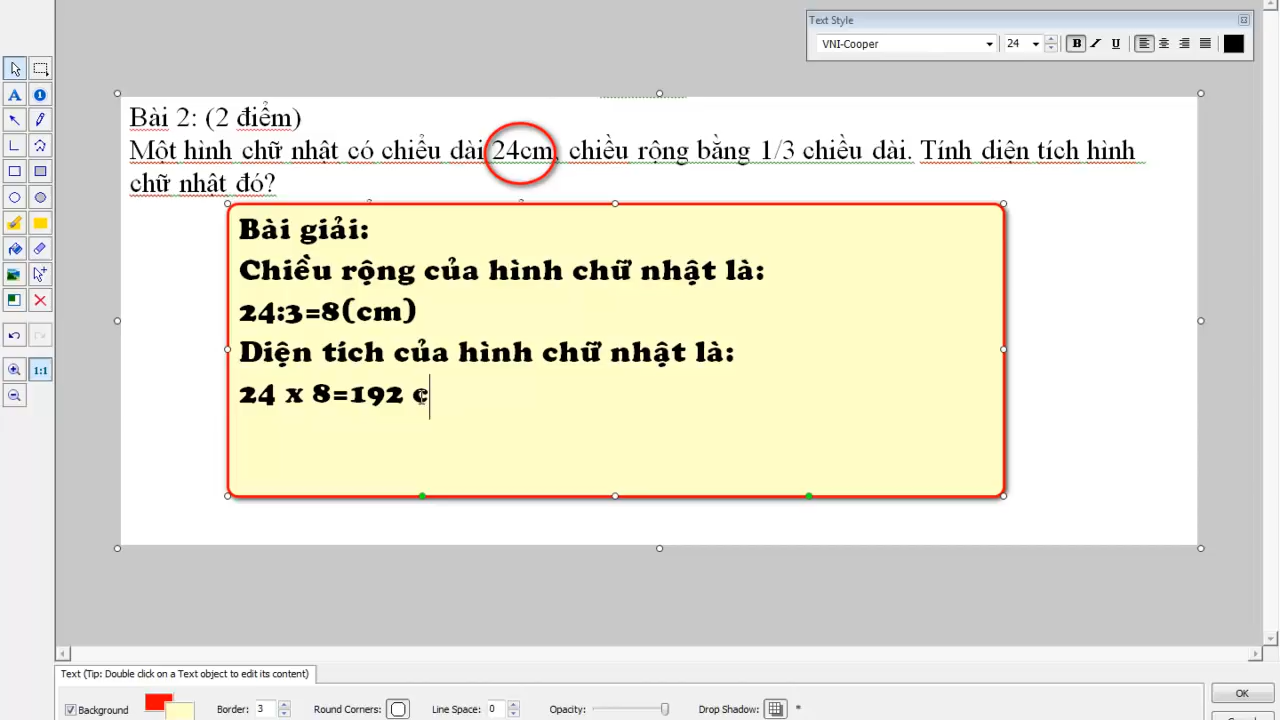 Text Style
VNI-Cooper
24
B
U
A
Bài 2: (2 điểm)
Một hình chữ nhật có chiểu dài 24cm, chiều rộng bằng 1/3 chiều dài. Tính diện tích hình
chữ nhật đó?
Bài giải:
Chiều rộng của hình chữ nhật là:
24:3=8(cm)
Diện tích của hình chữ nhật là:
24 x 8=192 c
1:1
Text (Tip: Double click on a Text object to edit its content)
OK
Background
Border: 3
Round Corners:
Line Space: 0
Opacity:
Drop Shadow: